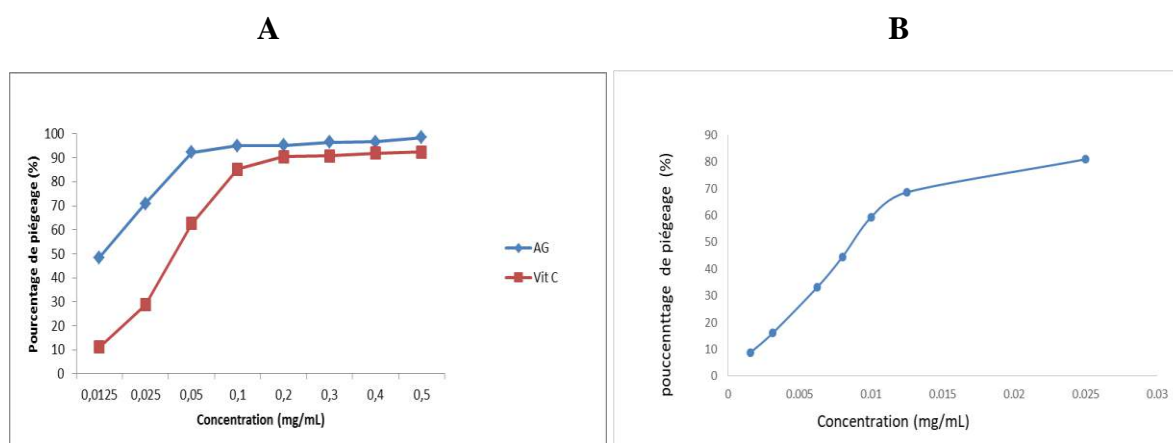 A
B
Pourcentage de piégeage (%)
100
90
80
70
60
50
40
30
20
10
0
0,0125 0,025 0,05 0,1 0,2 0,3 0,4 0,5
Concentration (mg/mL)
AG
Vit C
pouccennttage de piégeage (%)
90
80
70
60
50
40
30
20
10
0
0 0.005 0.01 0.015 0.02 0.025 0.03
Concentration (mg/mL)